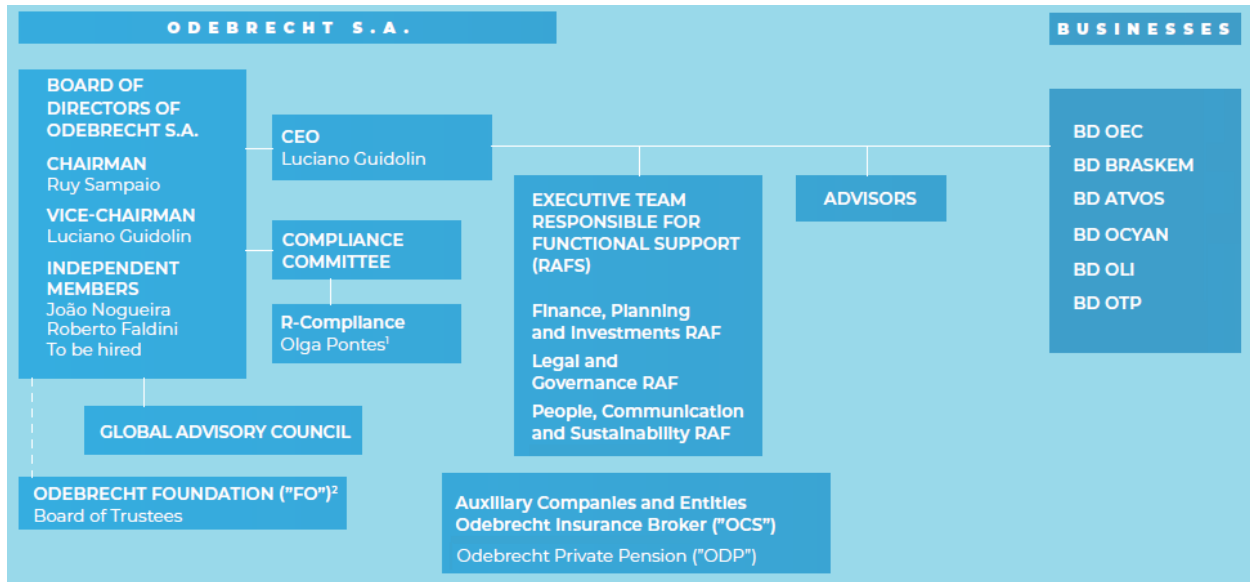 ODEBRECHT S.A.
BUSINESSES
BOARD OF
DIRECTORS OF
ODEBRECHT S.A.
CHAIRMAN
Ruy Sampaio
VICE-CHAIRMAN
Luciano Guidolin
INDEPENDENT
MEMBERS
João Nogueira
Roberto Faldini
To be hired
CEO
Luciano Guidolin
COMPLIANCE
COMMITTEE
R-Compliance
Olga Pontes¹
GLOBAL ADVISORY COUNCIL
ODEBRECHT FOUNDATION ("FO")²
Board of Trustees
EXECUTIVE TEAM
RESPONSIBLE FOR
FUNCTIONAL SUPPORT
(RAFS)
Finance, Planning
and Investments RAF
Legal and
Governance RAF
People, Communication
and Sustainability RAF
ADVISORS
Auxiliary Companies and Entities
Odebrecht Insurance Broker ("OCS")
Odebrecht Private Pension ("ODP")
BD OEC
BD BRASKEM
BD ATVOS
BD OCYAN
BD OLI
BD OTP